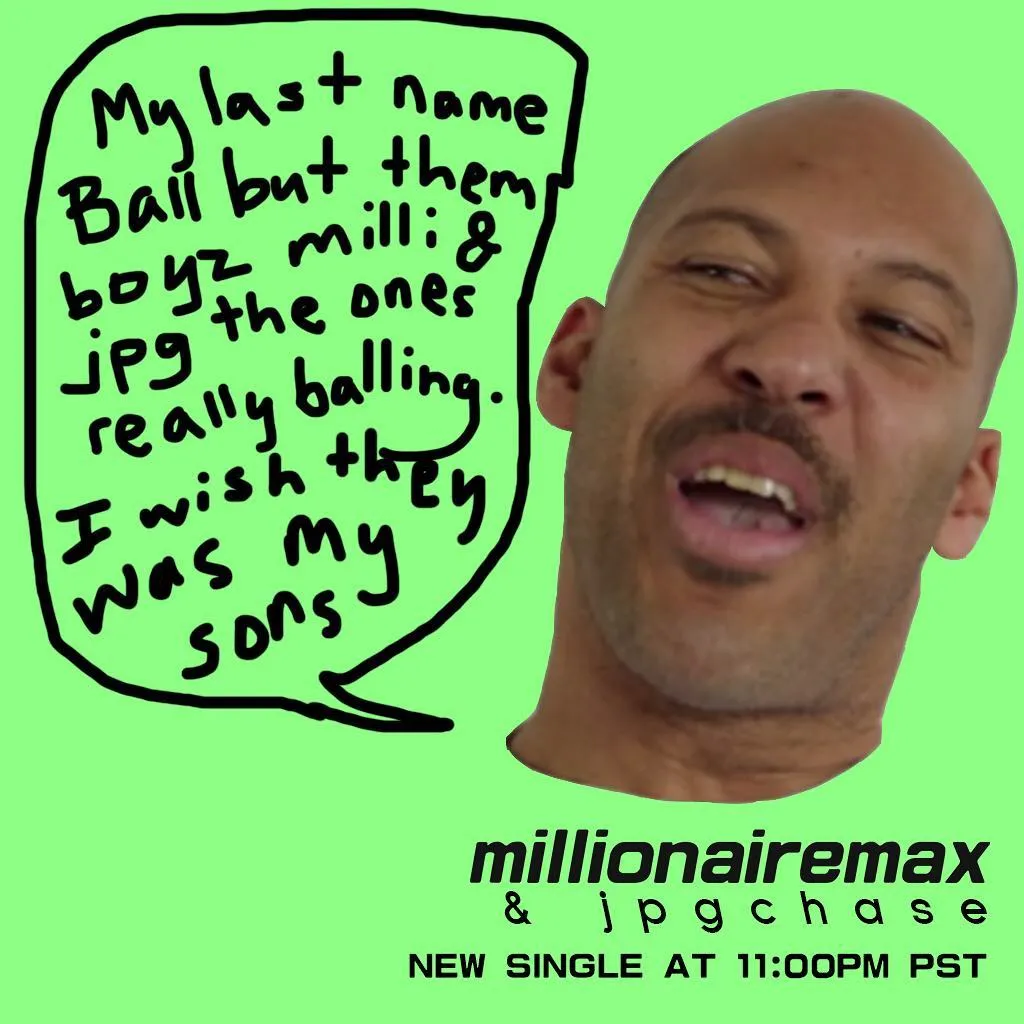 My last name
Ball but them
boyz milli &
jpg the ones
really balling.
I wish they
was my
sons
millionairemax
& jpgchase
NEW SINGLE AT 11:00PM PST